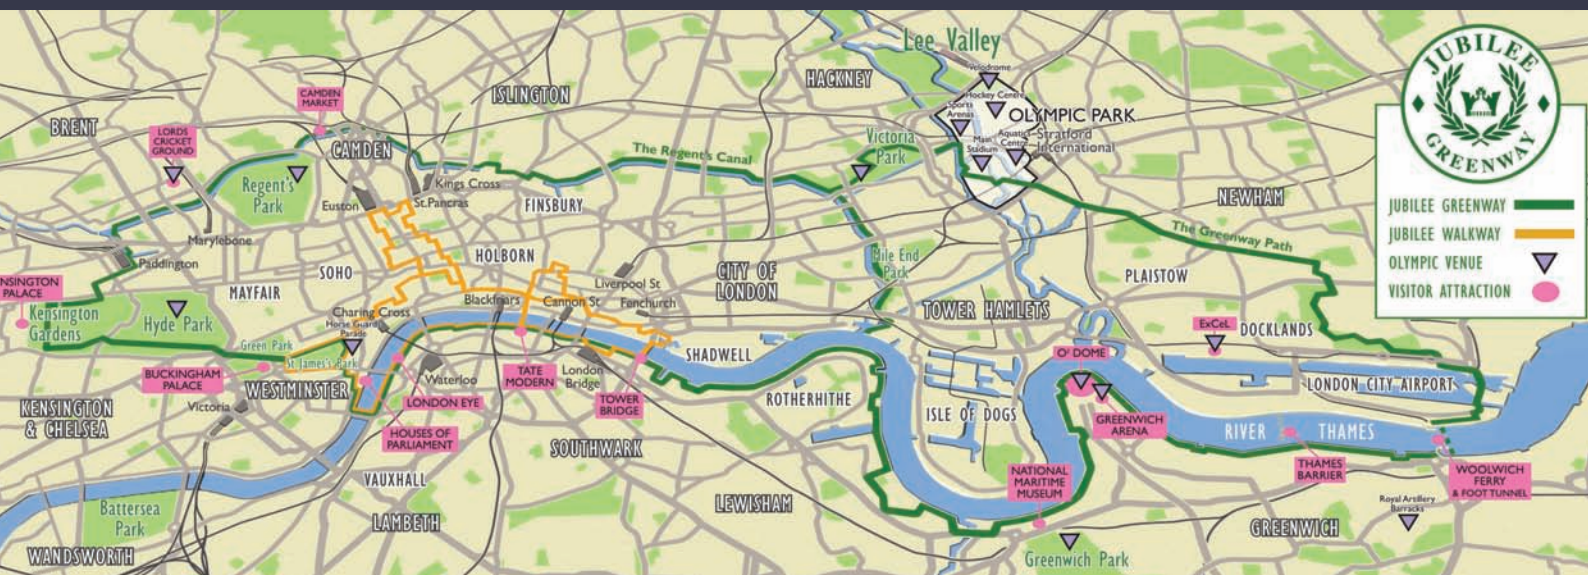 Lee Valley
HACKNEY
Velodrome
ISLINGTON
Hockey Centre
CAMDEN
MARKET
Sports
Arenas
OLYMPIC PARK
JUBILEE
GREENWAY
BRENT
LORDS
CRICKET
GROUND
CAMDEN
Victoria
Park
Main
Stadium
Aquatic
Centre
Stratford
International
The Regent's Canal
Regent's
Park
Kings Cross
St.Pancras
Euston
FINSBURY
NEWHAM
JUBILEE GREENWAY
JUBILEE WALKWAY
OLYMPIC VENUE
VISITOR ATTRACTION
The Greenway Path
Marylebone
Paddington
HOLBORN
SOHO
MAYFAIR
Mile End
Park
CITY OF
LONDON
PLAISTOW
NSINGTON
PALACE
Kensington
Gardens
Hyde Park
Liverpool St
Blackfriars
Cannon St
Fenchurch
Charing Cross
Horse Guard
Parade
TOWER HAMLETS
ExCeL
DOCKLANDS
Green Park
St James's Park
SHADWELL
O² DOME
BUCKINGHAM
PALACE
WESTMINSTER
Waterloo
TATE
MODERN
London
Bridge
LONDON CITY AIRPORT
Victoria
LONDON EYE
TOWER
BRIDGE
ROTHERHITHE
ISLE OF DOGS
KENSINGTON
& CHELSEA
HOUSES OF
PARLIAMENT
GREENWICH
ARENA
RIVER THAMES
SOUTHWARK
VAUXHALL
NATIONAL
MARITIME
MUSEUM
THAMES
BARRIER
WOOLWICH
FERRY
& FOOT TUNNEL
Battersea
Park
LAMBETH
LEWISHAM
Royal Artillery
Barracks
GREENWICH
WANDSWORTH
Greenwich Park